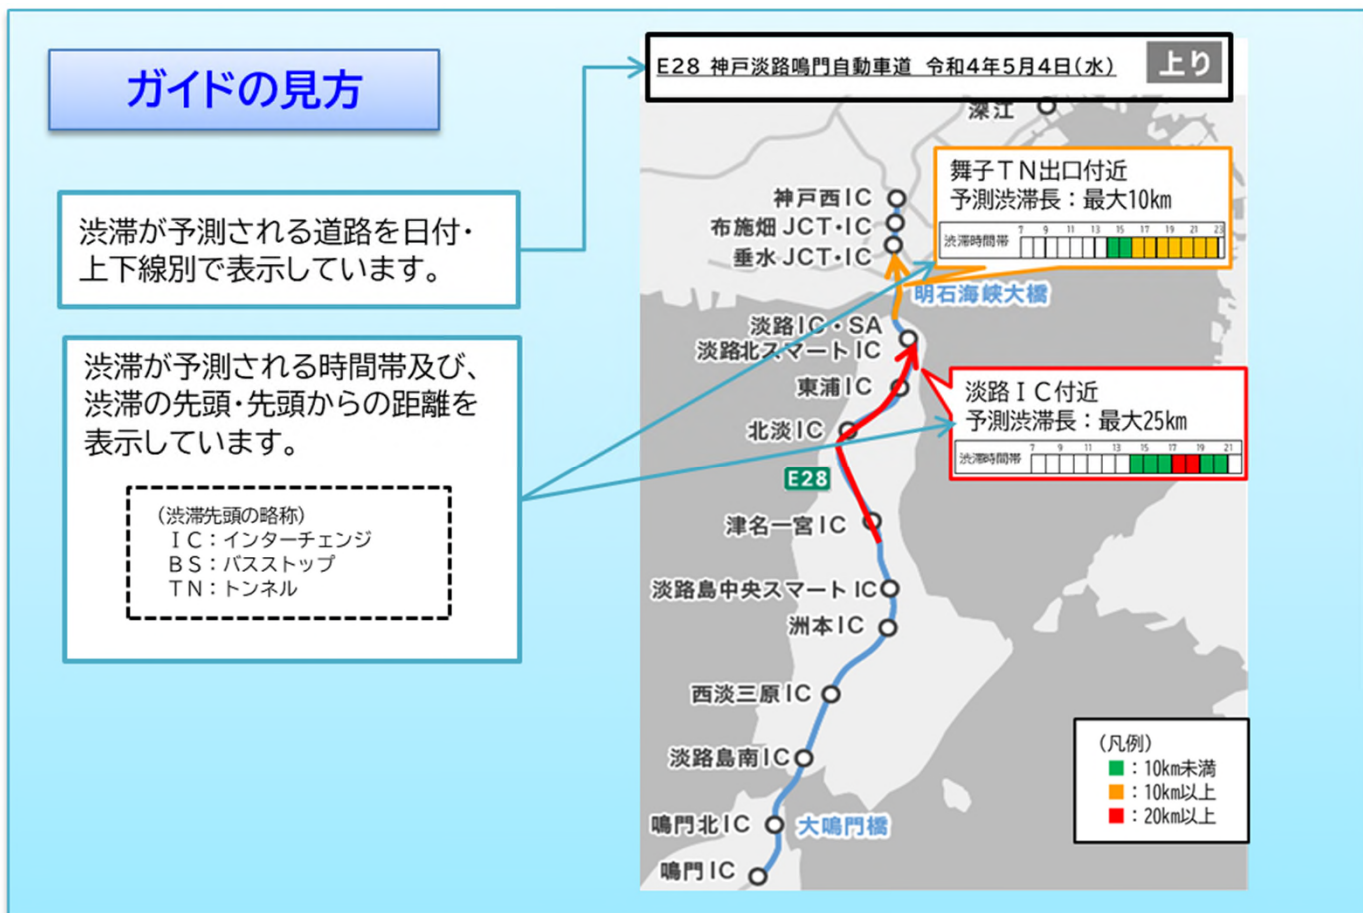 ガイドの見方
E28 神戸淡路鳴門自動車道 令和4年5月4日(水)
上り
渋滞が予測される道路を日付・
上下線別で表示しています。
渋滞が予測される時間帯及び、
渋滞の先頭・先頭からの距離を
表示しています。
(渋滞先頭の略称)
IC：インターチェンジ
BS：バスストップ
TN：トンネル
深江
神戸西IC
布施畑JCT・IC
垂水JCT・IC
舞子TN出口付近
予測渋滞長：最大10km
渋滞時間帯
7 9 11 13 15 17 19 21 23
明石海峡大橋
淡路IC・SA
淡路北スマートIC
東浦IC
淡路IC付近
予測渋滞長：最大25km
渋滞時間帯
7 9 11 13 15 17 19 21
北淡IC
E28
津名一宮IC
淡路島中央スマートIC
洲本IC
西淡三原IC
淡路島南IC
鳴門北IC
大鳴門橋
鳴門IC
(凡例)
：10km未満
：10km以上
：20km以上